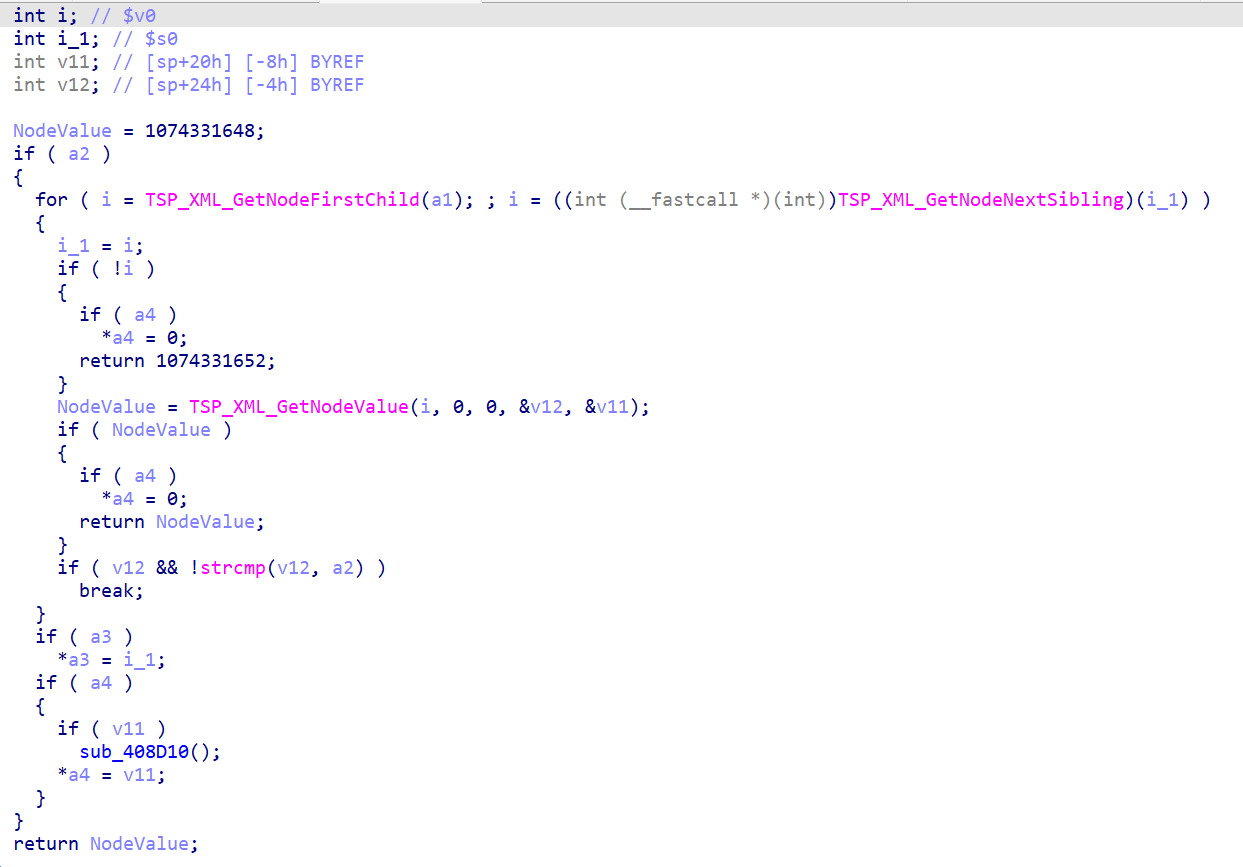 int i; // $v0
int i_1; // $s0
int v11; // [sp+20h] [-8h] BYREF
int v12; // [sp+24h] [-4h] BYREF
NodeValue = 1074331648;
if ( a2 )
{
for ( i = TSP_XML_GetNodeFirstChild(a1); ; i = ((int (__fastcall *)(int))TSP_XML_GetNodeNextSibling)(i_1) )
{
i_1 = i;
if ( !i )
{
if ( a4 )
*a4 = 0;
return 1074331652;
}
NodeValue = TSP_XML_GetNodeValue(i, 0, 0, &v12, &v11);
if ( NodeValue )
{
if ( a4 )
*a4 = 0;
return NodeValue;
}
if ( v12 && !strcmp(v12, a2) )
break;
}
if ( a3 )
*a3 = i_1;
if ( a4 )
{
if ( v11 )
sub_408D10();
*a4 = v11;
}
}
return NodeValue;